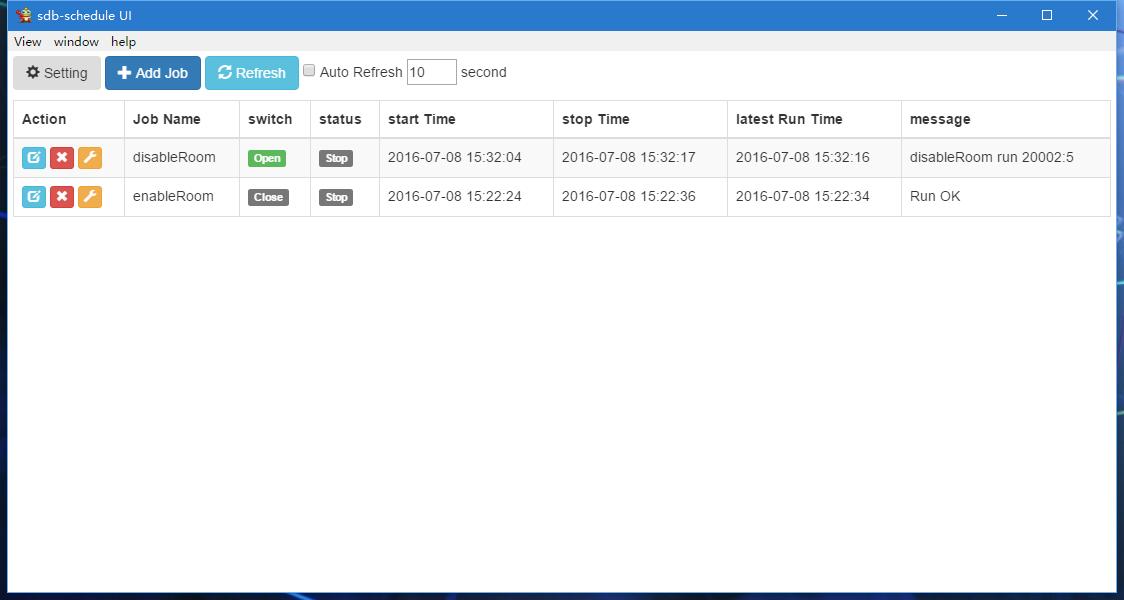 sdb-schedule UI
View window help
Setting Add Job Refresh Auto Refresh 10 second
Action Job Name switch status start Time stop Time latest Run Time message
disableRoom Open Stop 2016-07-08 15:32:04 2016-07-08 15:32:17 2016-07-08 15:32:16 disableRoom run 20002:5
enableRoom Close Stop 2016-07-08 15:22:24 2016-07-08 15:22:36 2016-07-08 15:22:34 Run OK